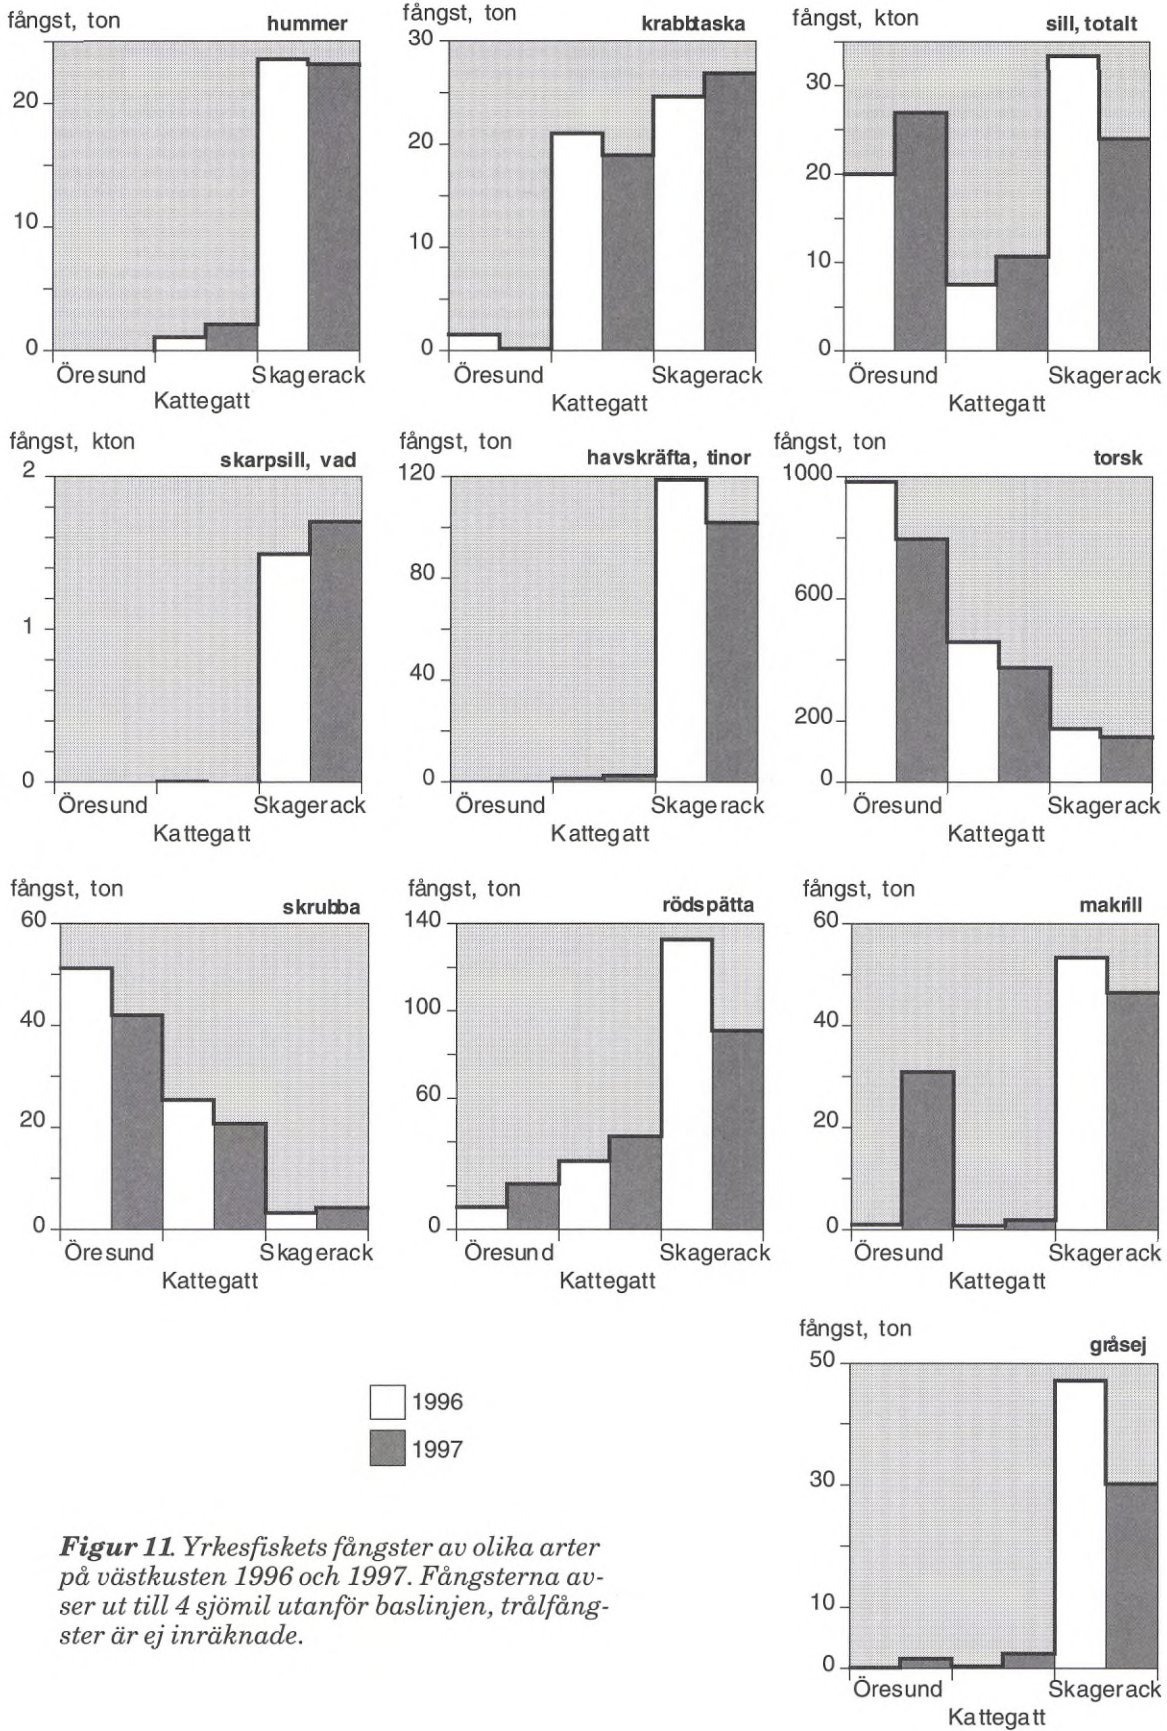 fångst, ton
hummer
20
10
0
Öresund
Skagerack
Kattegatt
fångst, ton
krabbtaska
30
20
10
0
Öresund
Skagerack
Kattegatt
fångst, kton
sill, totalt
30
20
10
0
Öresund
Skagerack
Kattegatt
fångst, kton
skarpsill, vad
2
1
0
Öresund
Skagerack
Kattegatt
fångst, ton
havskräfta, tinor
120
80
40
0
Öresund
Skagerack
Kattegatt
fångst, ton
torsk
1000
600
200
0
Öresund
Skagerack
Kattegatt
fångst, ton
skrubba
60
40
20
0
Öresund
Skagerack
Kattegatt
fångst, ton
rödspätta
140
100
60
0
Öresund
Skagerack
Kattegatt
fångst, ton
makrill
60
40
20
0
Öresund
Skagerack
Kattegatt
fångst, ton
gråsej
50
30
10
0
Öresund
Skagerack
Kattegatt
1996
1997
Figur 11. Yrkesfiskets fångster av olika arter
på västkusten 1996 och 1997. Fångsterna av-
ser ut till 4 sjömil utanför baslinjen, trålfång-
ster är ej inräknade.